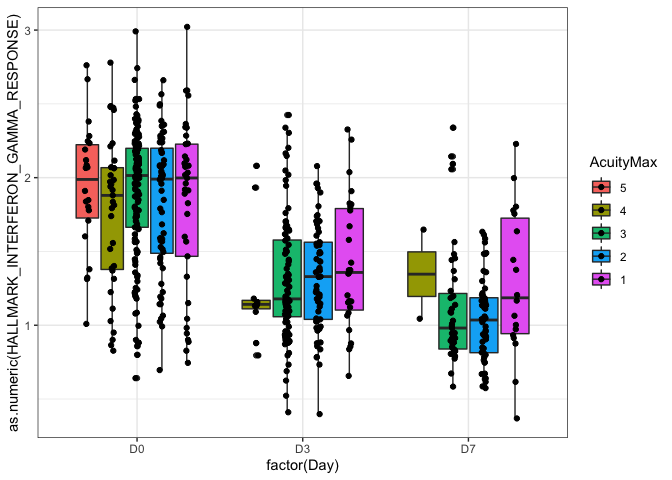 as.numeric(HALLMARK_INTERFERON_GAMMA_RESPONSE)
3
2
1
D0
D3
D7
factor(Day)
AcuityMax
5
4
3
2
1